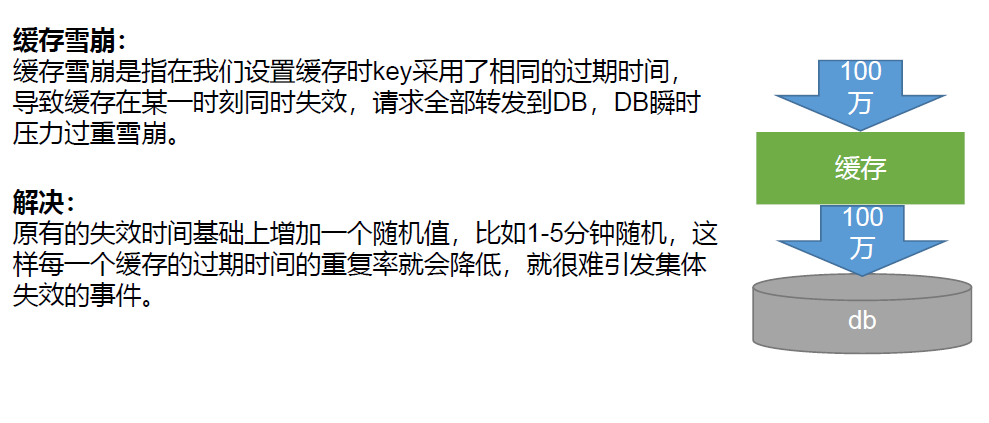 缓存雪崩：
缓存雪崩是指在我们设置缓存时key采用了相同的过期时间，
导致缓存在某一时刻同时失效，请求全部转发到DB，DB瞬时
压力过重雪崩。
解决：
原有的失效时间基础上增加一个随机值，比如1-5分钟随机，这
样每一个缓存的过期时间的重复率就会降低，就很难引发集体
失效的事件。
100
万
缓存
100
万
db